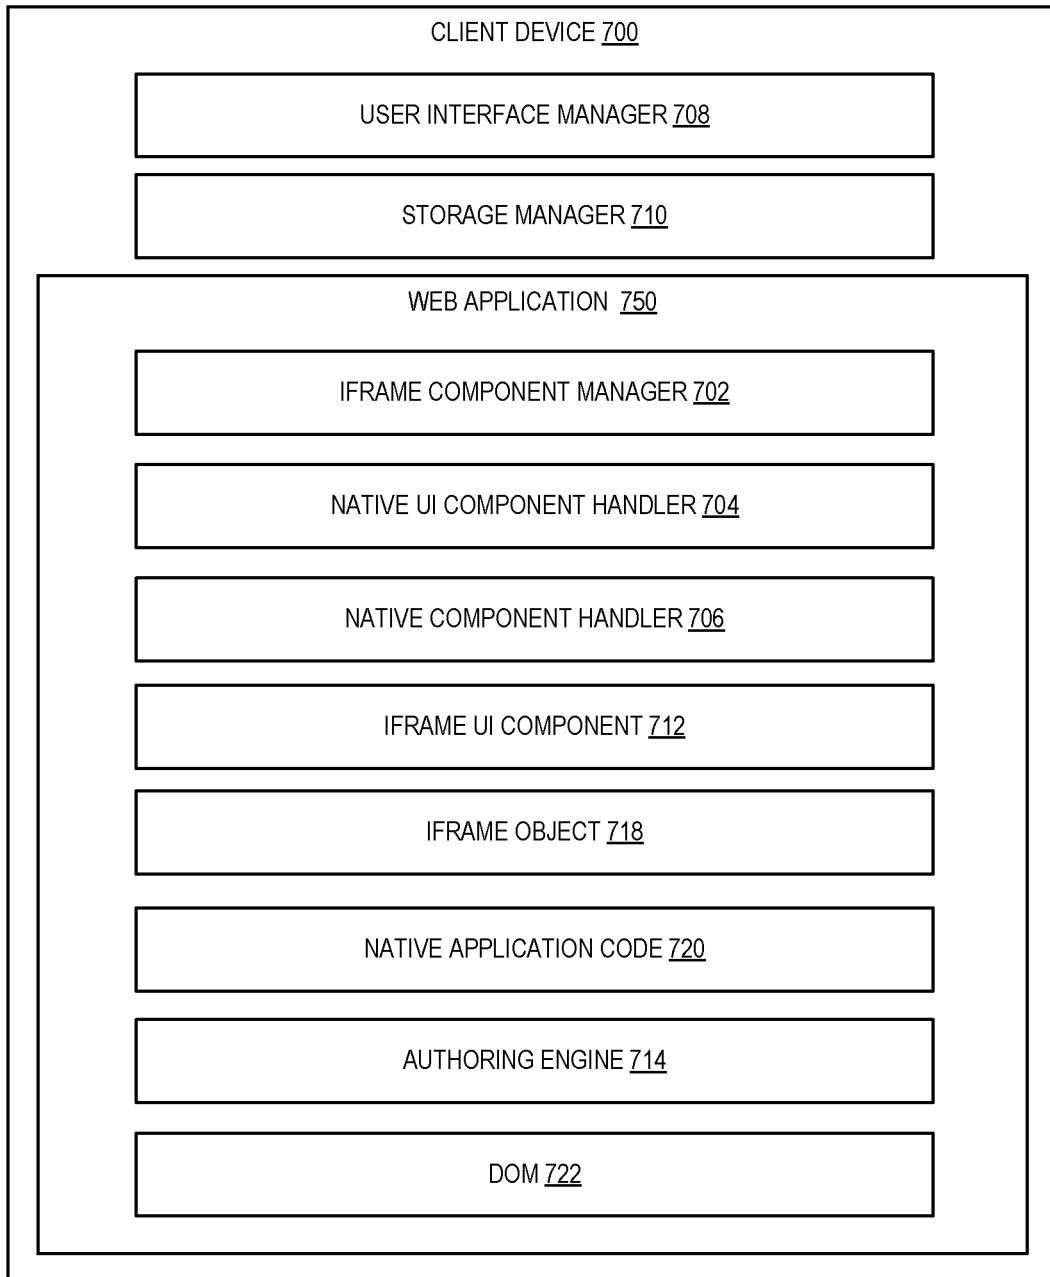 CLIENT DEVICE 700
USER INTERFACE MANAGER 708
STORAGE MANAGER 710
WEB APPLICATION 750
IFRAME COMPONENT MANAGER 702
NATIVE UI COMPONENT HANDLER 704
NATIVE COMPONENT HANDLER 706
IFRAME UI COMPONENT 712
IFRAME OBJECT 718
NATIVE APPLICATION CODE 720
AUTHORING ENGINE 714
DOM 722